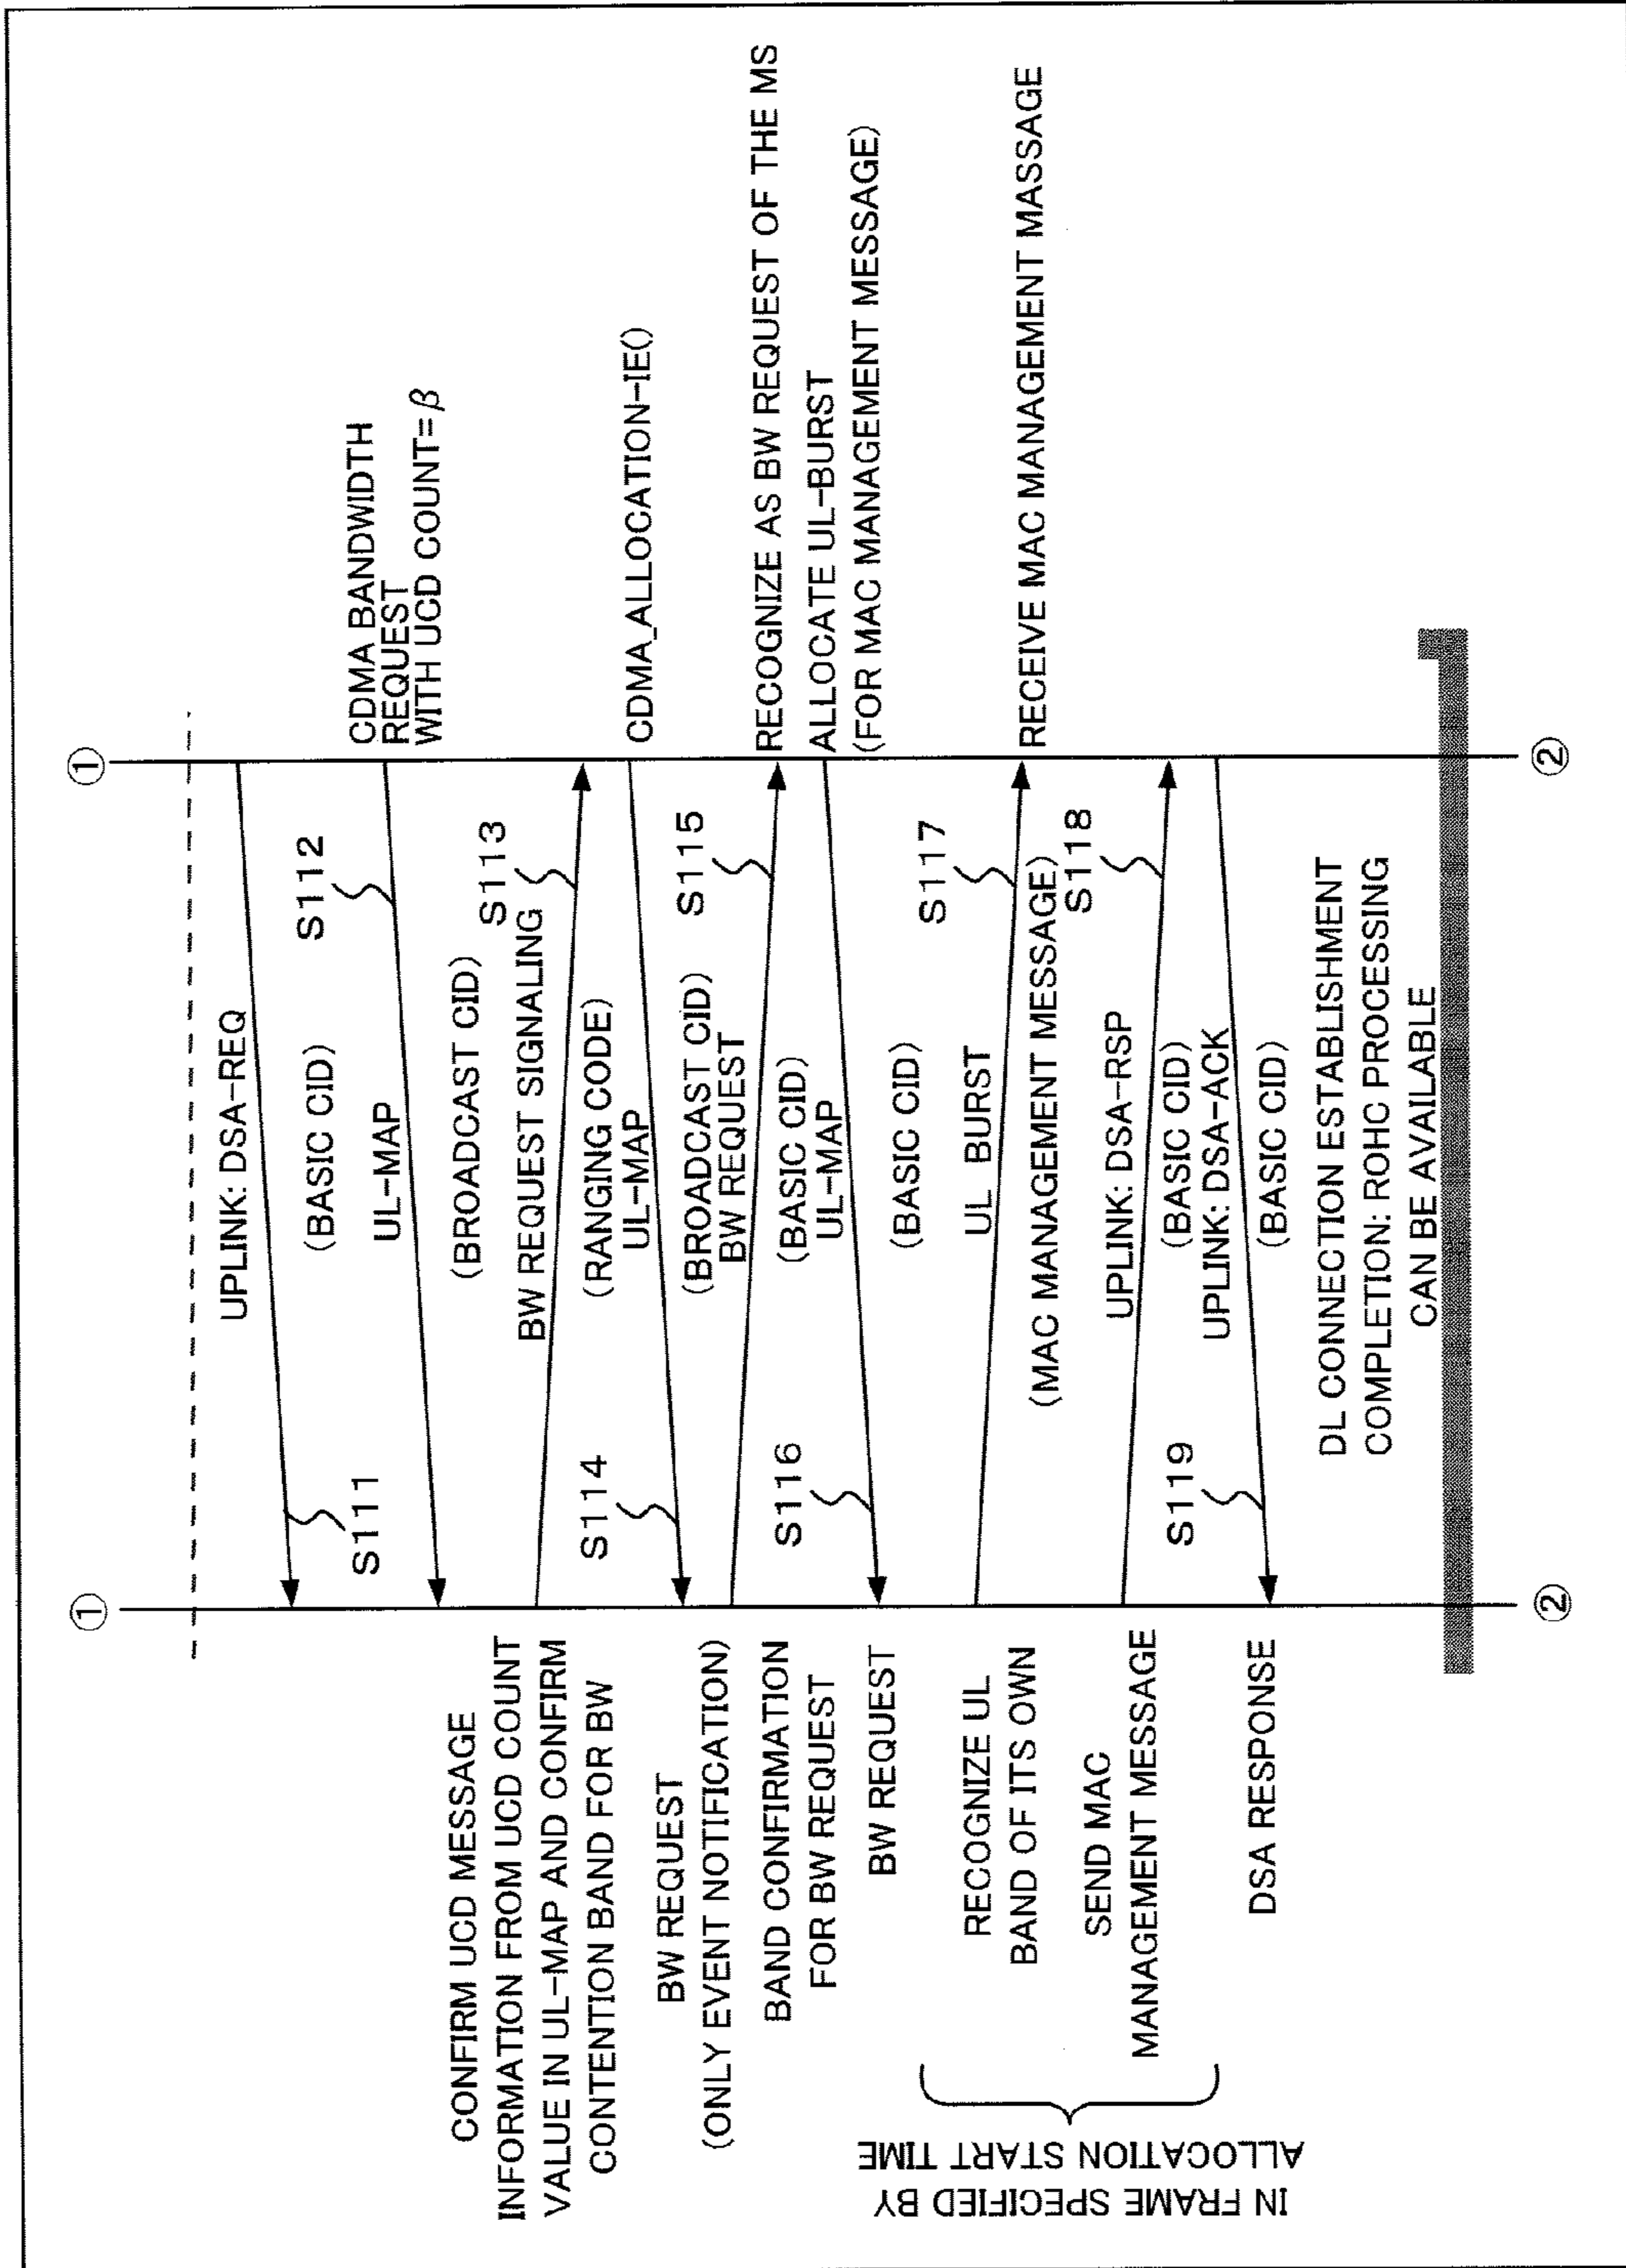 ①
①
UPLINK: DSA-REQ
S111
(BASIC CID)
S112
CDMA BANDWIDTH
REQUEST
WITH UCD COUNT=β
UL-MAP
(BROADCAST CID)
CONFIRM UCD MESSAGE
INFORMATION FROM UCD COUNT
VALUE IN UL-MAP AND CONFIRM
CONTENTION BAND FOR BW
BW REQUEST SIGNALING
S113
(RANGING CODE)
S114
UL-MAP
CDMA_ALLOCATION-IE()
BW REQUEST
(ONLY EVENT NOTIFICATION)
(BROADCAST CID)
BW REQUEST
S115
RECOGNIZE AS BW REQUEST OF THE MS
BAND CONFIRMATION
FOR BW REQUEST
S116
(BASIC CID)
UL-MAP
ALLOCATE UL-BURST
(FOR MAC MANAGEMENT MESSAGE)
BW REQUEST
(BASIC CID)
S117
RECOGNIZE UL
BAND OF ITS OWN
UL BURST
(MAC MANAGEMENT MESSAGE)
RECEIVE MAC MANAGEMENT MASSAGE
IN FRAME SPECIFIED BY
ALLOCATION START TIME
SEND MAC
MANAGEMENT MESSAGE
UPLINK: DSA-RSP
S118
(BASIC CID)
S119
UPLINK: DSA-ACK
DSA RESPONSE
(BASIC CID)
DL CONNECTION ESTABLISHMENT
COMPLETION: ROHC PROCESSING
CAN BE AVAILABLE
②
②